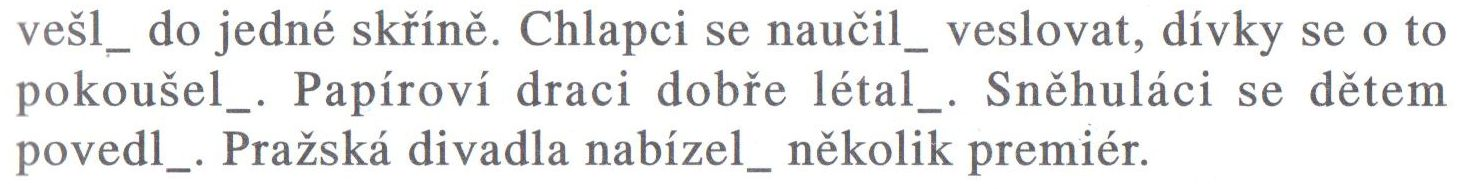 vešl_ do jedné skříně. Chlapci se naučil_ veslovat, dívky se o to
pokoušel_. Papíroví draci dobře létal_. Sněhuláci se dětem
povedl_. Pražská divadla nabízel_ několik premiér.